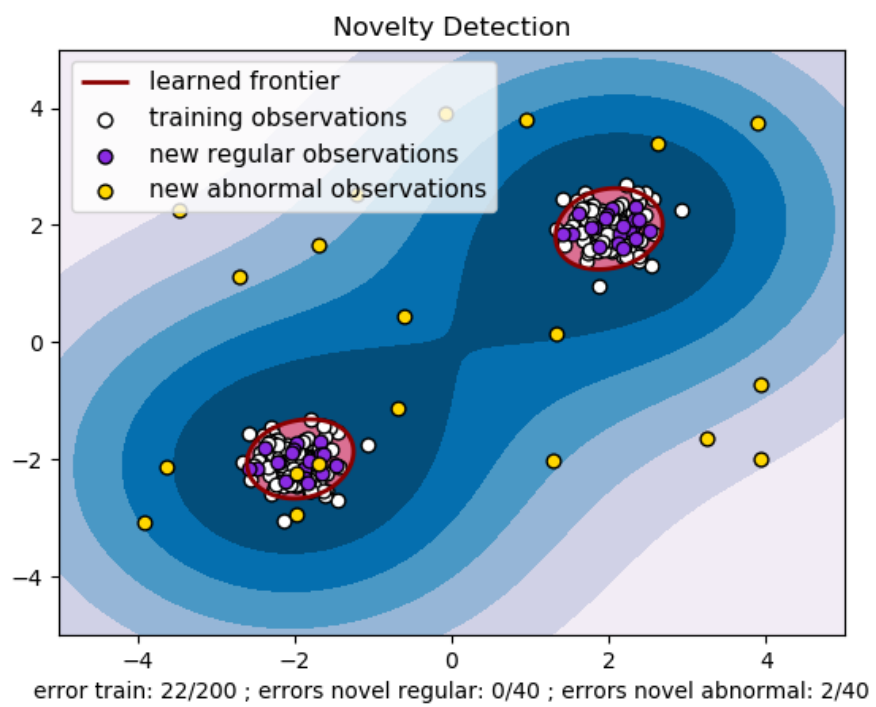 Novelty Detection
learned frontier
training observations
new regular observations
new abnormal observations
4
2
0
−2
−4
−4 −2 0 2 4
error train: 22/200 ; errors novel regular: 0/40 ; errors novel abnormal: 2/40